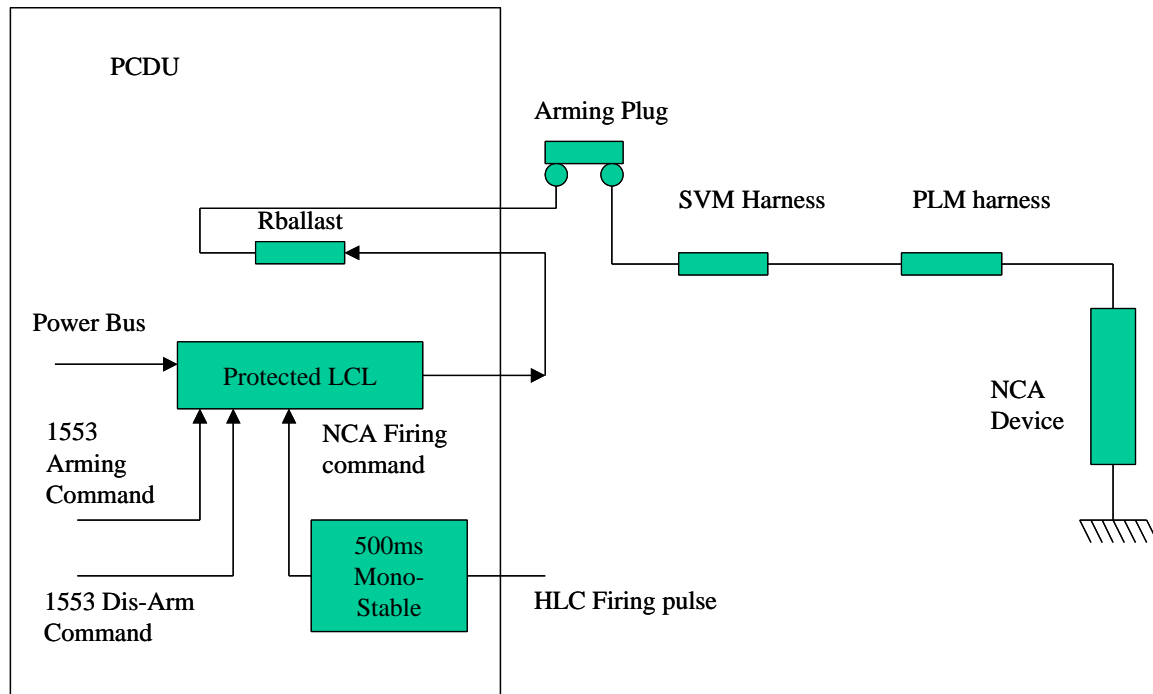 PCDU
Arming Plug
SVM Harness
PLM harness
Rballast
Power Bus
Protected LCL
NCA
Device
1553
Arming
Command
NCA Firing
command
500ms
Mono-
Stable
1553 Dis-Arm
Command
HLC Firing pulse